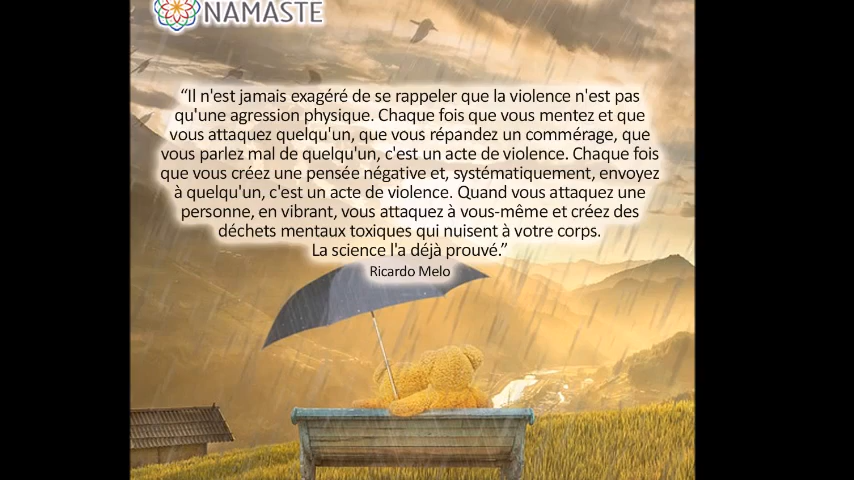 NAMASTE
“Il n'est jamais exagéré de se rappeler que la violence n'est pas
qu'une agression physique. Chaque fois que vous mentez et que
vous attaquez quelqu'un, que vous répandez un commérage, que
vous parlez mal de quelqu'un, c'est un acte de violence. Chaque fois
que vous créez une pensée négative et, systématiquement, envoyez
à quelqu'un, c'est un acte de violence. Quand vous attaquez une
personne, en vibrant, vous attaquez à vous-même et créez des
déchets mentaux toxiques qui nuisent à votre corps.
La science l'a déjà prouvé.”
Ricardo Melo